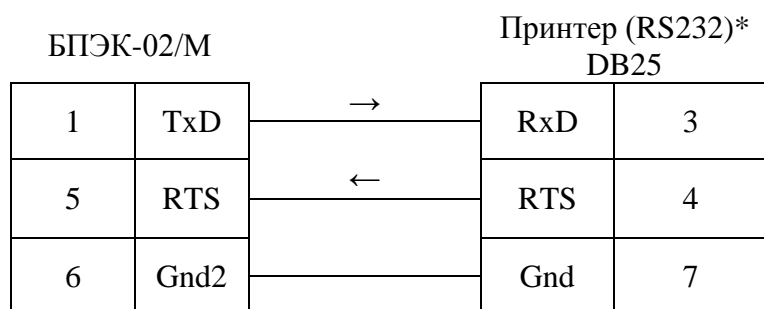 БПЭК-02/М
Принтер (RS232)*
DB25
1 TxD → RxD 3
5 RTS ← RTS 4
6 Gnd2 Gnd 7